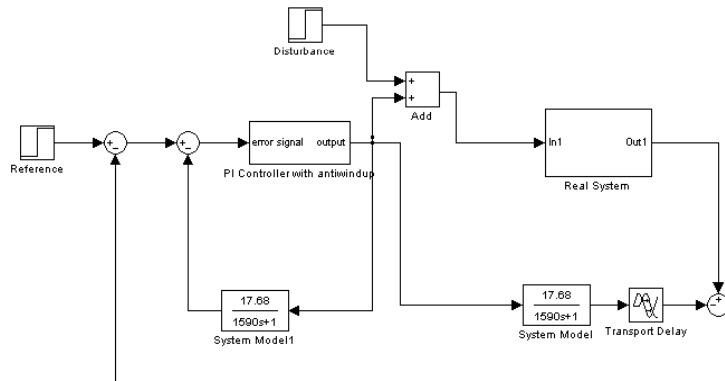 Disturbance
+
+
Add
Reference
+
−
+
−
error signal
output
PI Controller with antiwindup
In1
Out1
Real System
17.68
1590s+1
System Model1
17.68
1590s+1
System Model
Transport Delay
−
+